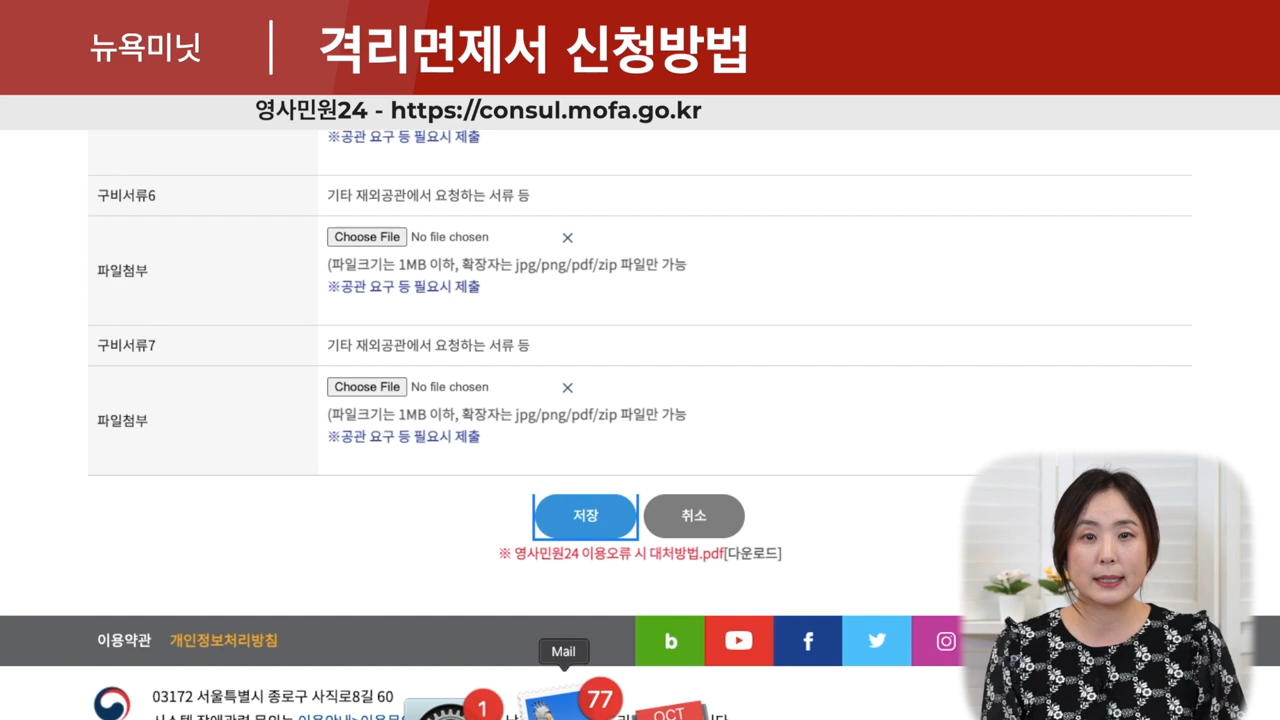 뉴욕미닛
격리면제서 신청방법
영사민원24 - https://consul.mofa.go.kr
※공관 요구 등 필요시 제출
구비서류6
기타 재외공관에서 요청하는 서류 등
파일첨부
Choose File No file chosen
(파일크기는 1MB 이하, 확장자는 jpg/png/pdf/zip 파일만 가능
※공관 요구 등 필요시 제출
구비서류7
기타 재외공관에서 요청하는 서류 등
파일첨부
Choose File No file chosen
(파일크기는 1MB 이하, 확장자는 jpg/png/pdf/zip 파일만 가능
※공관 요구 등 필요시 제출
저장
취소
※ 영사민원24 이용오류 시 대처방법.pdf[다운로드]
이용약관
개인정보처리방침
Mail
b
03172 서울특별시 종로구 사직로8길 60
1
77
OCT